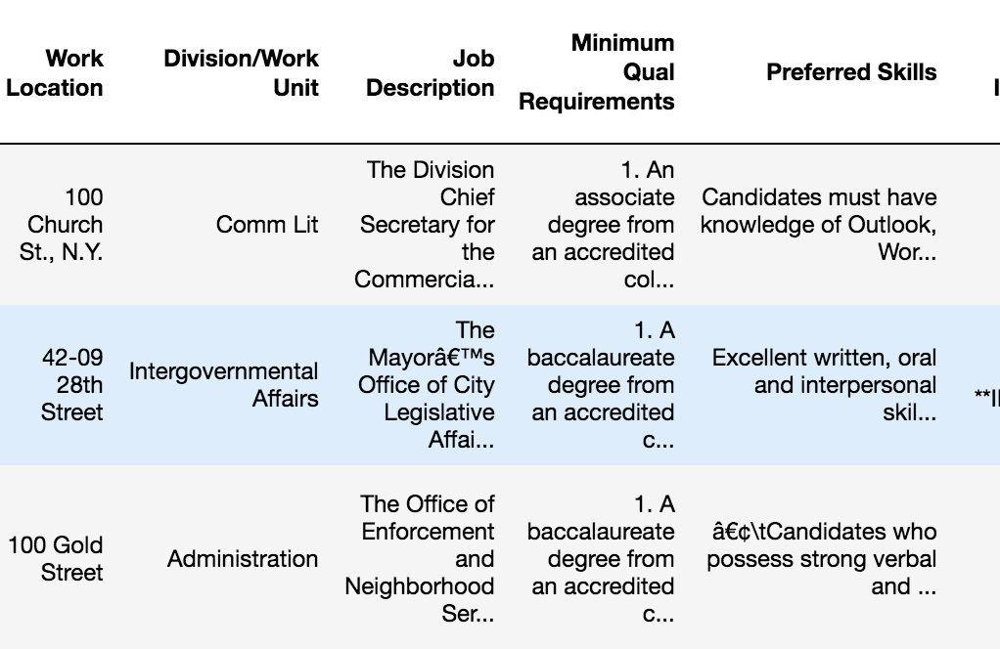 Work
Location
Division/Work
Unit
Job
Description
Minimum
Qual
Requirements
Preferred Skills
100
Church
St., N.Y.
Comm Lit
The Division
Chief
Secretary for
the
Commercia...
1. An
associate
degree from
an accredited
col...
Candidates must have
knowledge of Outlook,
Wor...
42-09
28th
Street
Intergovernmental
Affairs
The
Mayorâ€™s
Office of City
Legislative
Affai...
1. A
baccalaureate
degree from
an accredited
c...
Excellent written, oral
and interpersonal
skil...
100 Gold
Street
Administration
The Office of
Enforcement
and
Neighborhood
Ser...
1. A
baccalaureate
degree from
an accredited
c...
â€¢\tCandidates who
possess strong verbal
and ...